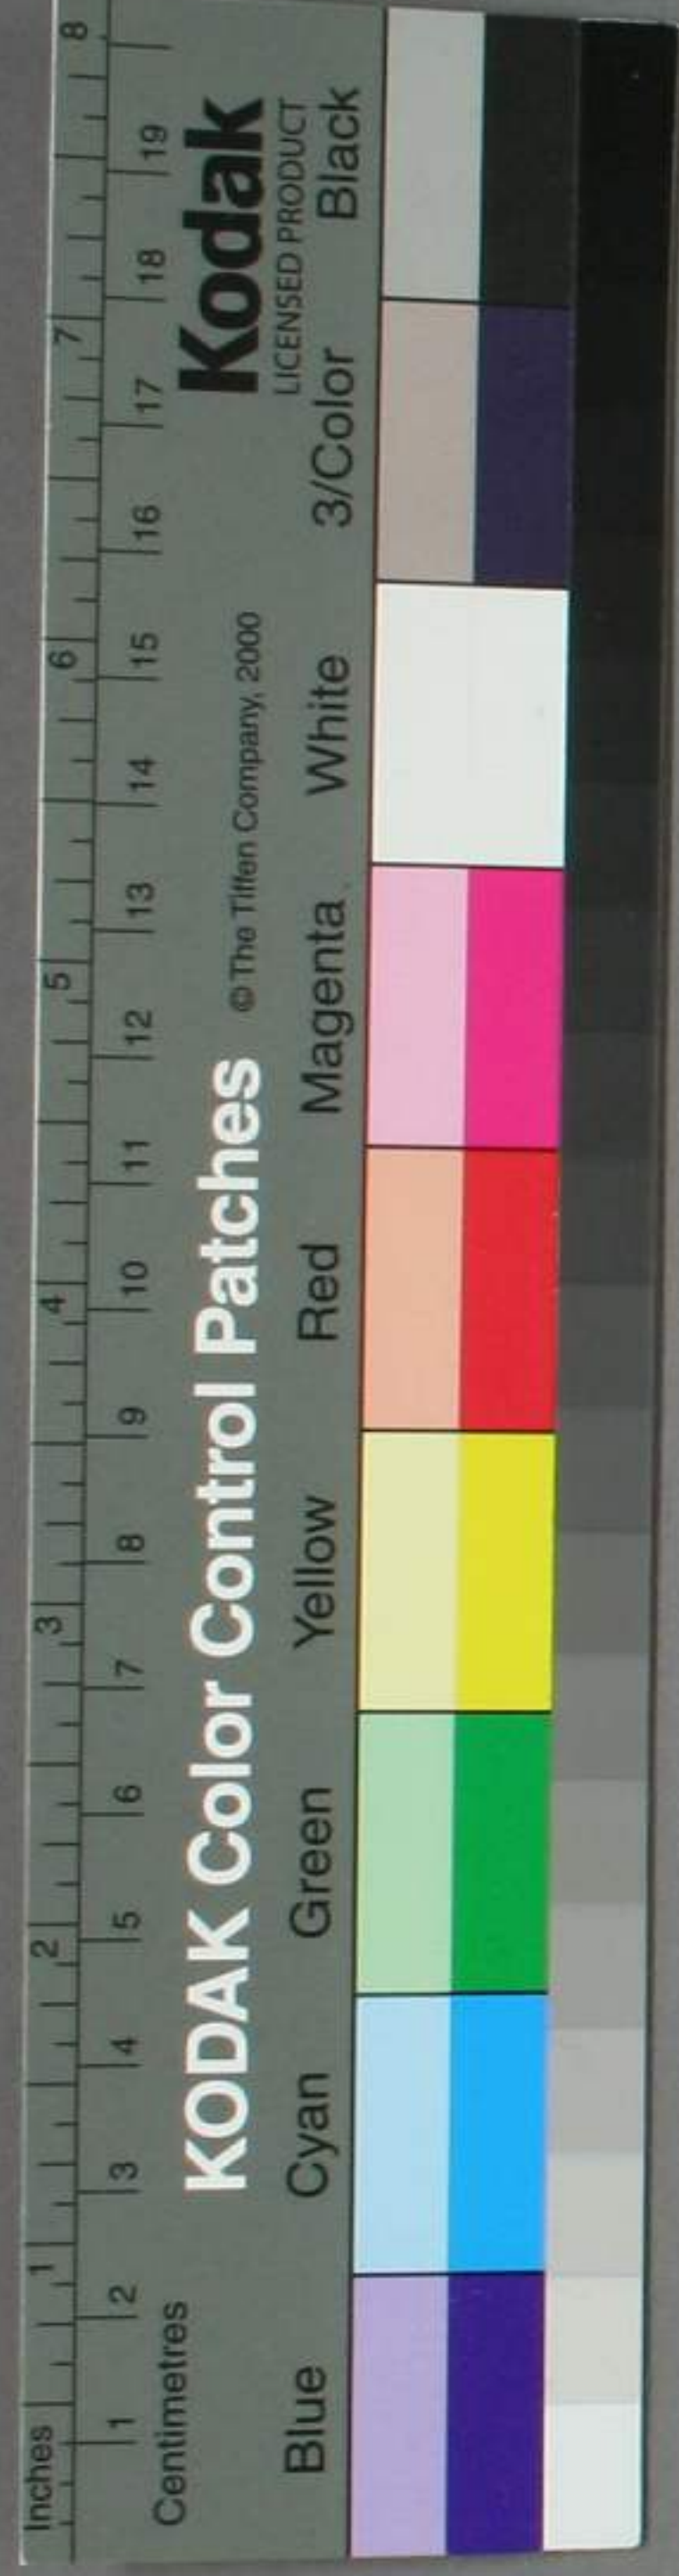 Inches 1 2 3 4 5 6 7 8
1 2 3 4 5 6 7 8 9 10 11 12 13 14 15 16 17 18 19
Centimetres
KODAK Color Control Patches © The Tiffen Company, 2000 Kodak
LICENSED PRODUCT
Blue Cyan Green Yellow Red Magenta White 3/Color Black